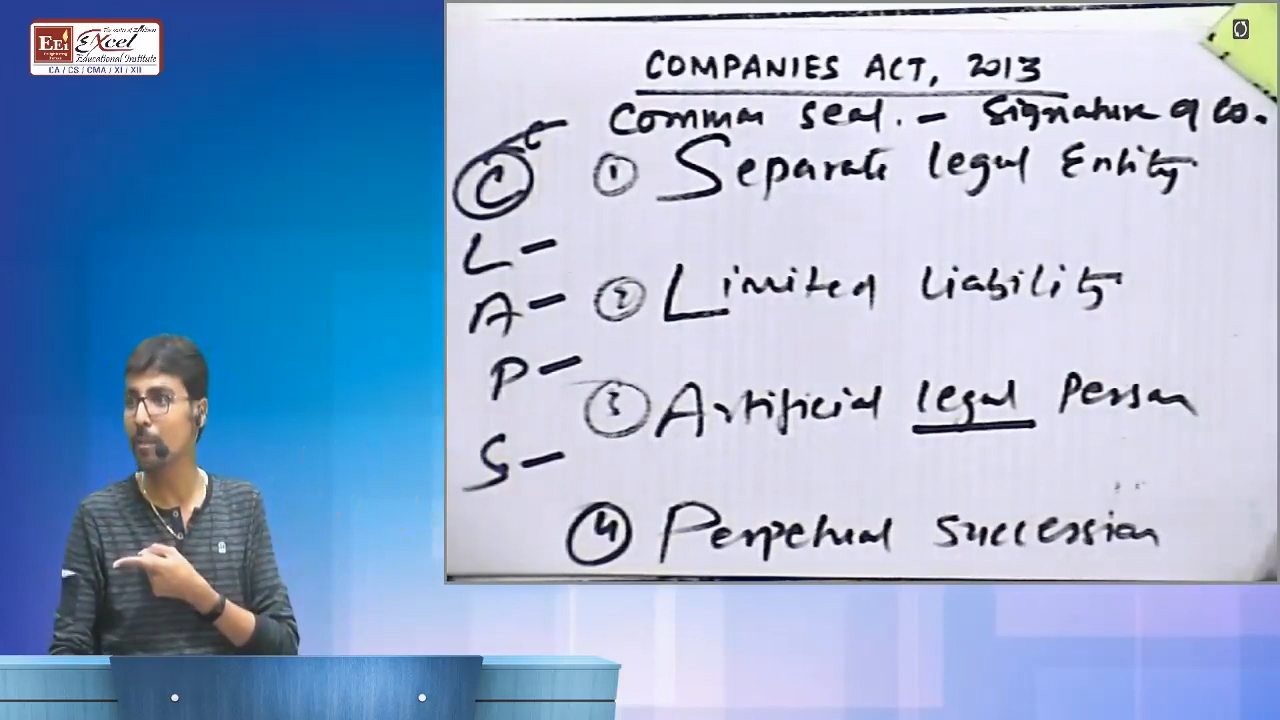 EEi
Excel
Educational Institute
CA / CS / CMA / XI / XII
COMPANIES ACT, 2013
C - Common seal. - Signature of co.
C
① Separate legal Entity
L -
A -
② Limited Liability
P -
③ Artificial legal Person
S -
④ Perpetual succession